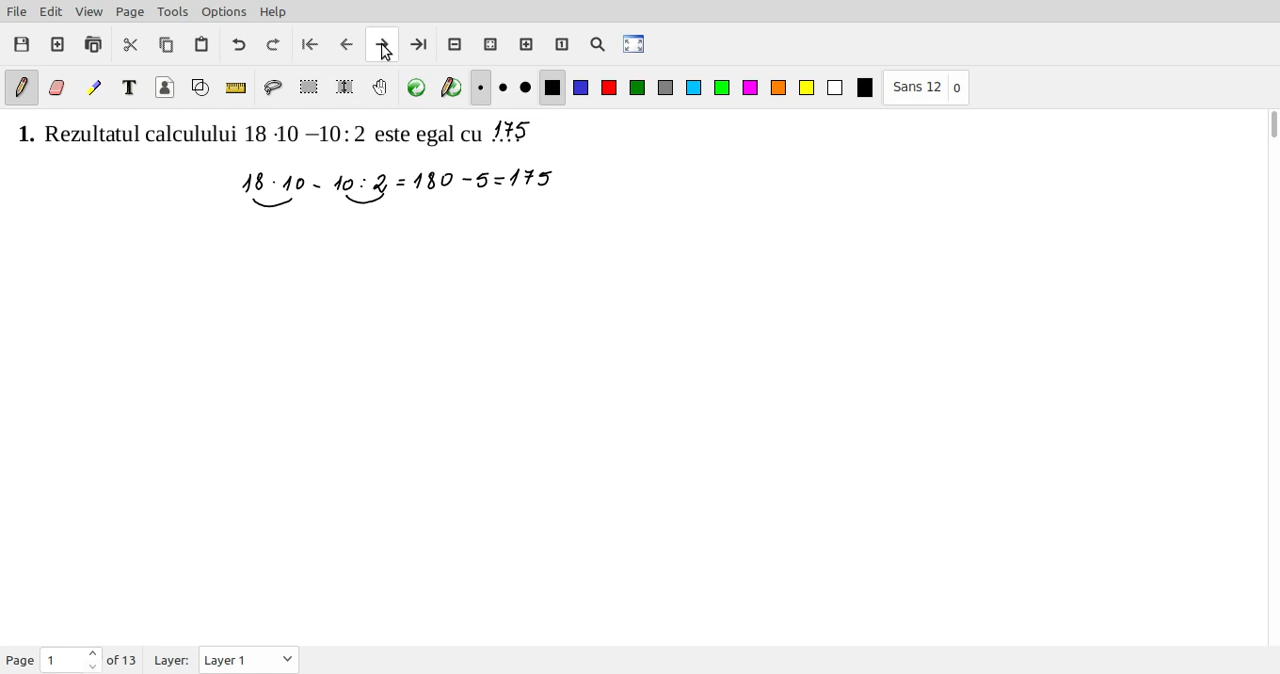 File Edit View Page Tools Options Help
T Sans 12 0
1. Rezultatul calculului 18 ·10 −10 : 2 este egal cu 175
18 · 10 - 10 : 2 = 180 - 5 = 175
Page 1 of 13 Layer: Layer 1